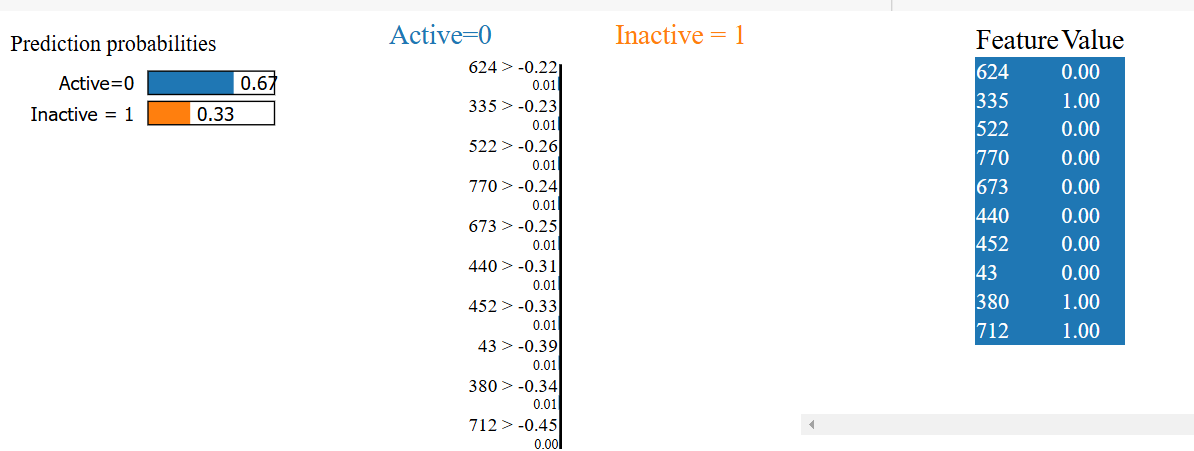 Prediction probabilities
Active=0 0.67
Inactive = 1 0.33
Active=0 Inactive = 1
624 > -0.22
0.01
335 > -0.23
0.01
522 > -0.26
0.01
770 > -0.24
0.01
673 > -0.25
0.01
440 > -0.31
0.01
452 > -0.33
0.01
43 > -0.39
0.01
380 > -0.34
0.01
712 > -0.45
0.00
Feature Value
624 0.00
335 1.00
522 0.00
770 0.00
673 0.00
440 0.00
452 0.00
43 0.00
380 1.00
712 1.00